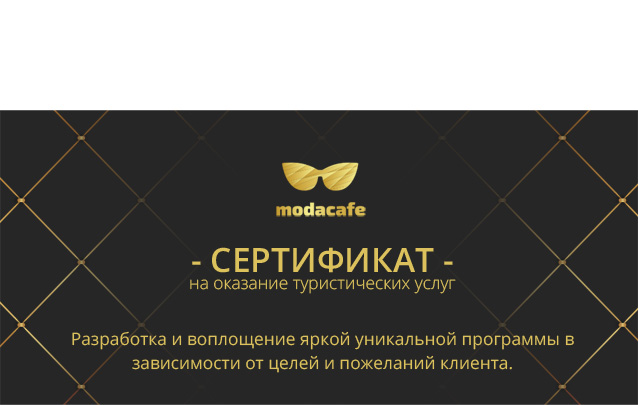 modacafe
- СЕРТИФИКАТ -
на оказание туристических услуг
Разработка и воплощение яркой уникальной программы в
зависимости от целей и пожеланий клиента.